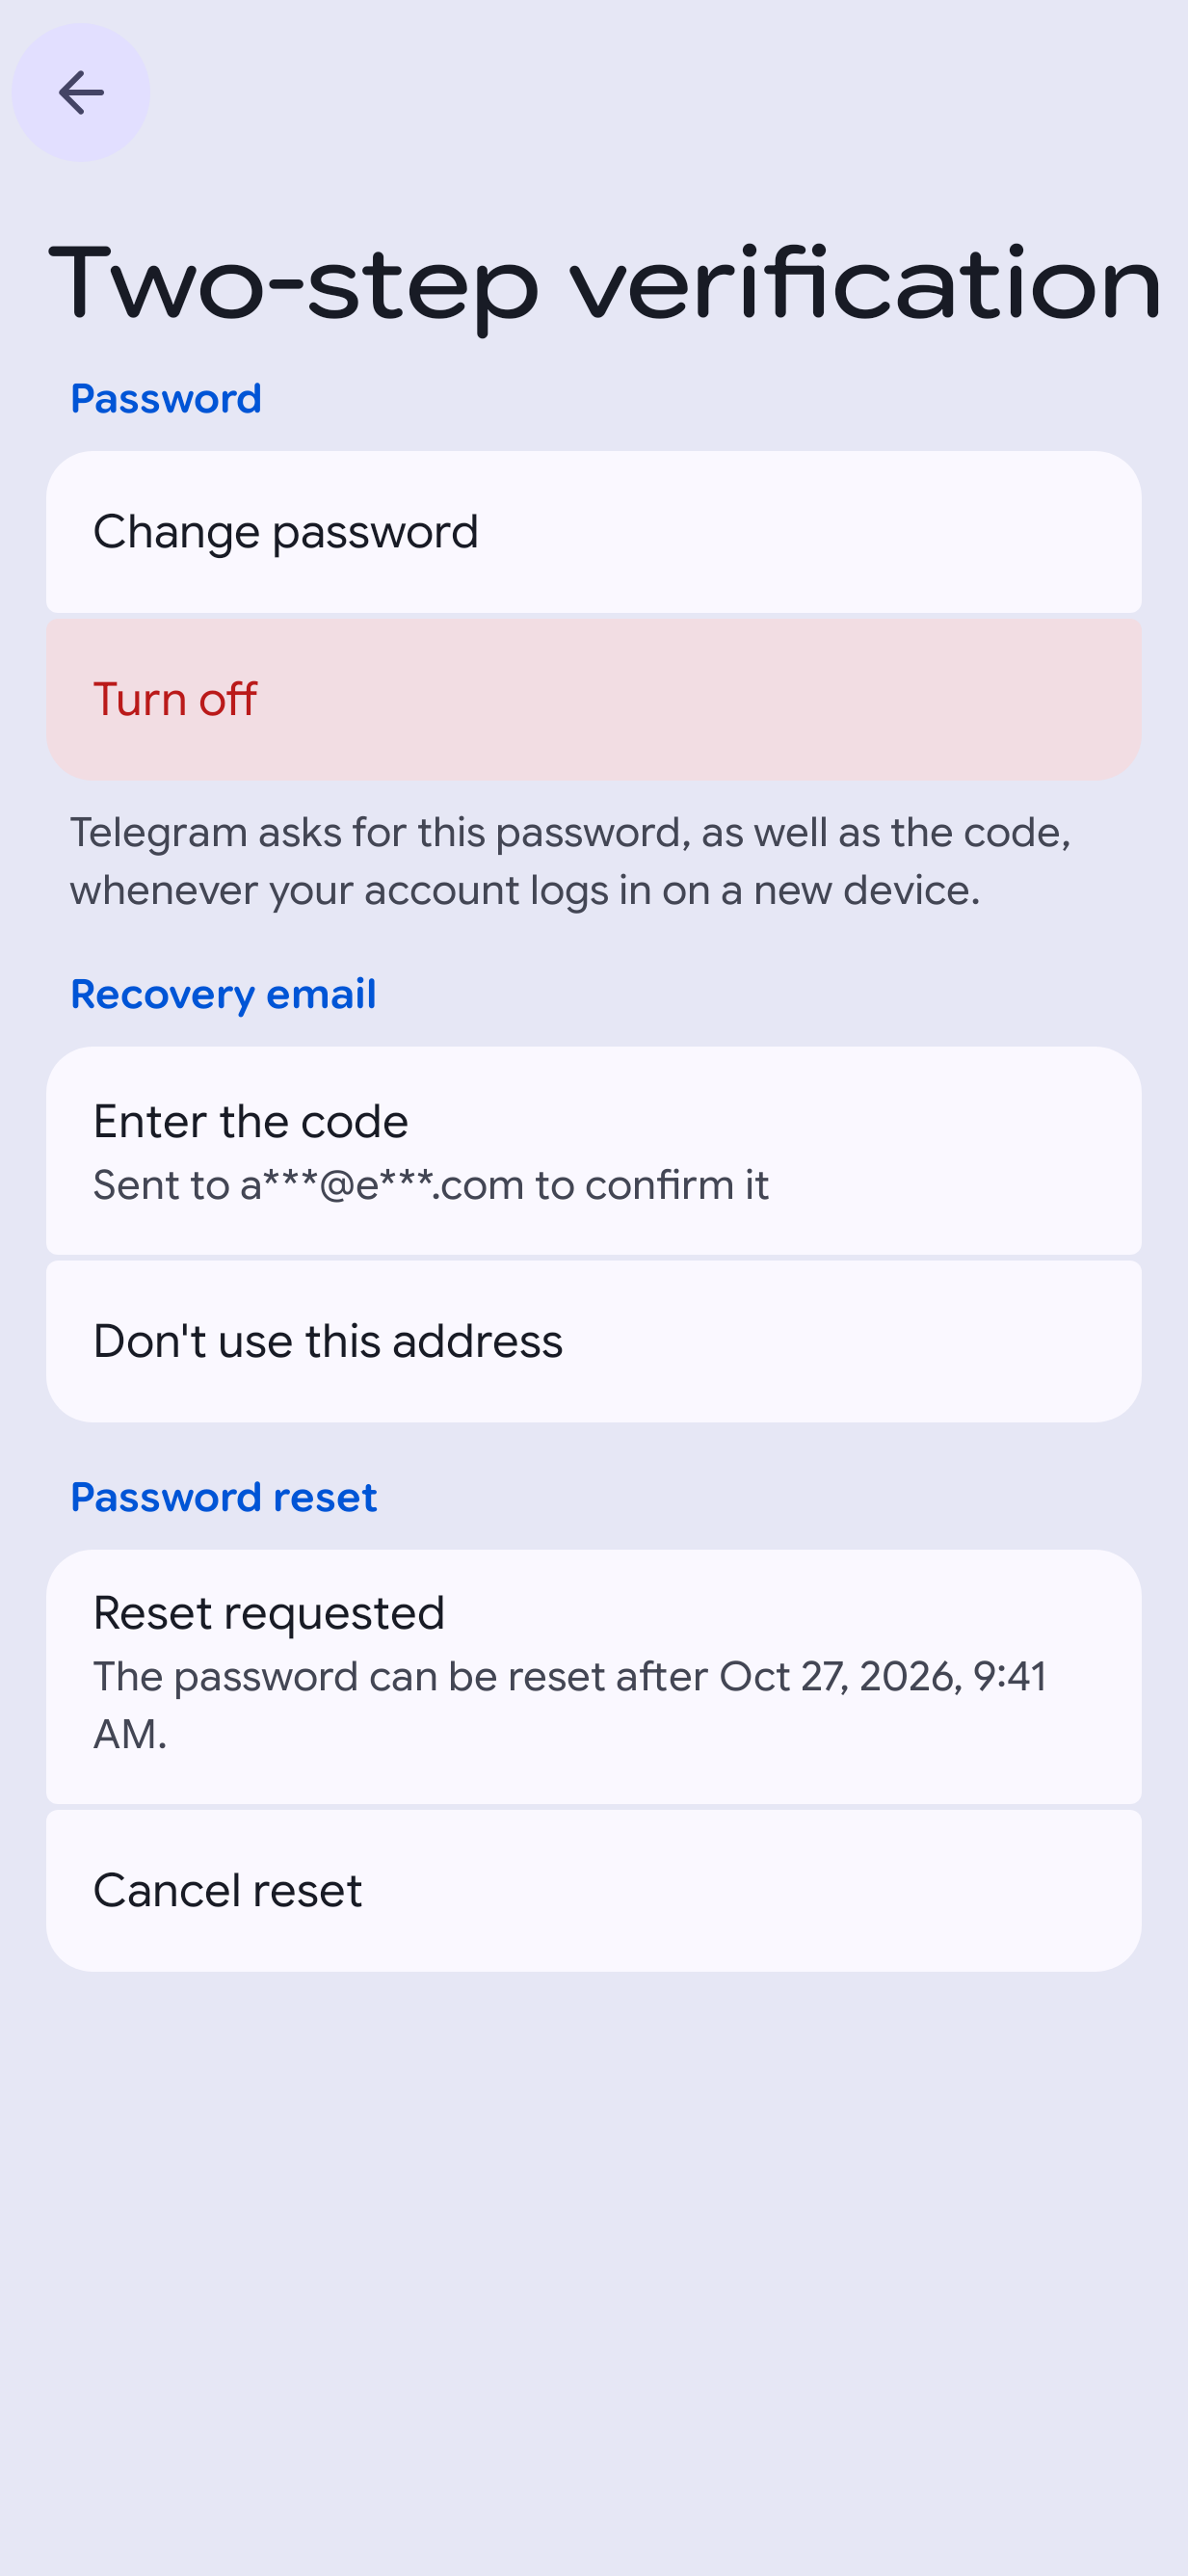 Two-step verification
Password
Change password
Turn off
Telegram asks for this password, as well as the code,
whenever your account logs in on a new device.
Recovery email
Enter the code
Sent to a***@e***.com to confirm it
Don't use this address
Password reset
Reset requested
The password can be reset after Oct 27, 2026, 9:41
AM.
Cancel reset